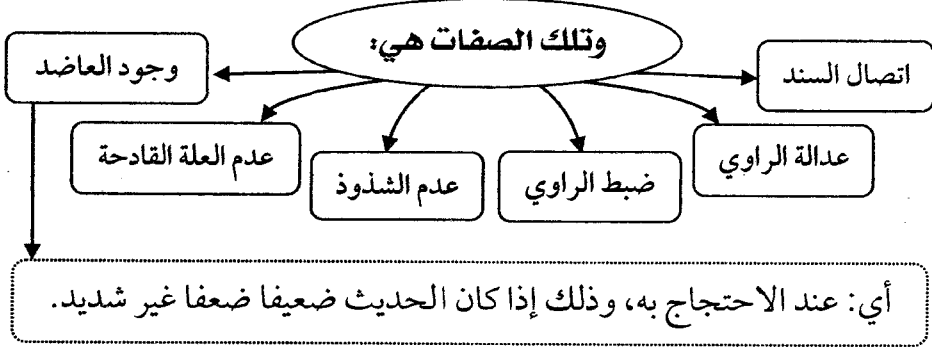 وتلك الصفات هي:
اتصال السند
عدالة الراوي
ضبط الراوي
عدم الشذوذ
عدم العلة القادحة
وجود العاضد
أي: عند الاحتجاج به، وذلك إذا كان الحديث ضعيفا ضعفا غير شديد.